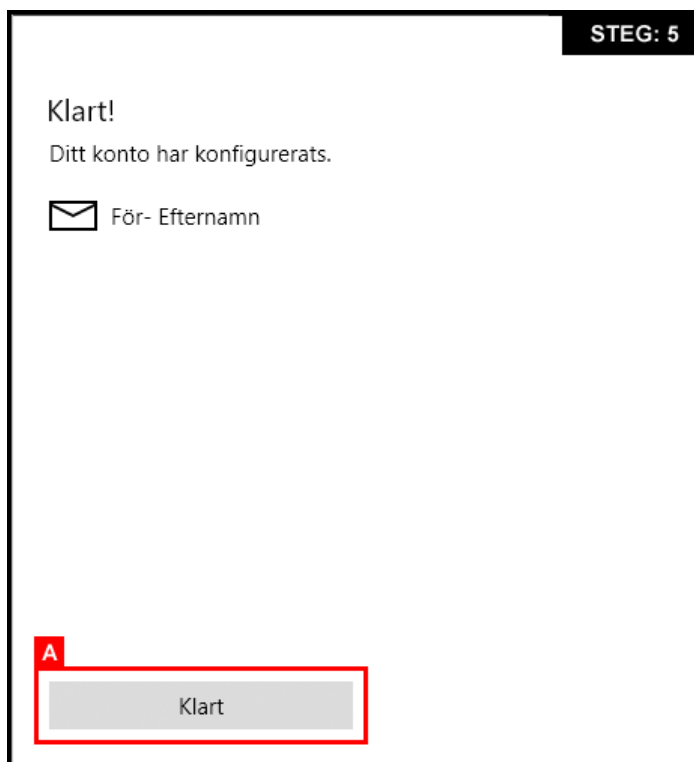 STEG: 5
Klart!
Ditt konto har konfigurerats.
För- Efternamn
A
Klart